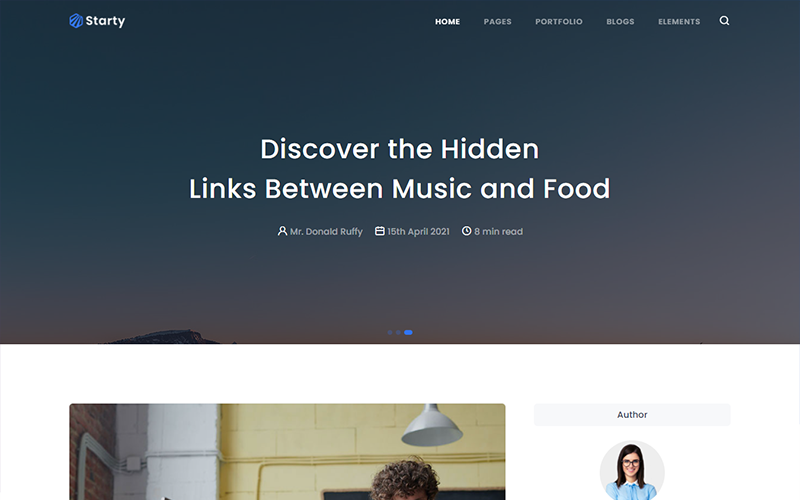 Starty
HOME PAGES PORTFOLIO BLOGS ELEMENTS
Discover the Hidden
Links Between Music and Food
Mr. Donald Ruffy 15th April 2021 8 min read
Author